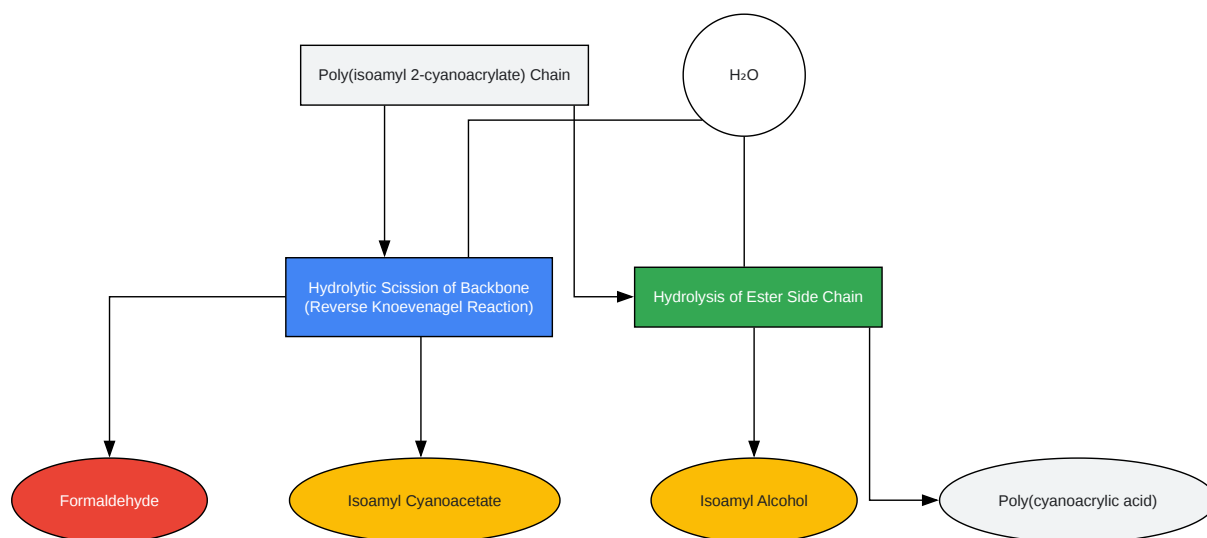 Poly(isoamyl 2-cyanoacrylate) Chain
H₂O
Hydrolytic Scission of Backbone
(Reverse Knoevenagel Reaction)
Hydrolysis of Ester Side Chain
Formaldehyde
Isoamyl Cyanoacetate
Isoamyl Alcohol
Poly(cyanoacrylic acid)